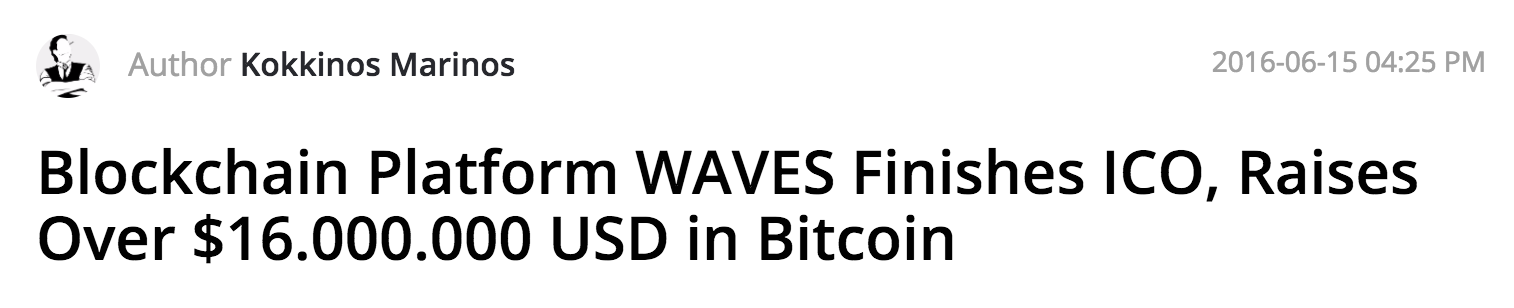 Author Kokkinos Marinos
2016-06-15 04:25 PM
Blockchain Platform WAVES Finishes ICO, Raises
Over $16.000.000 USD in Bitcoin